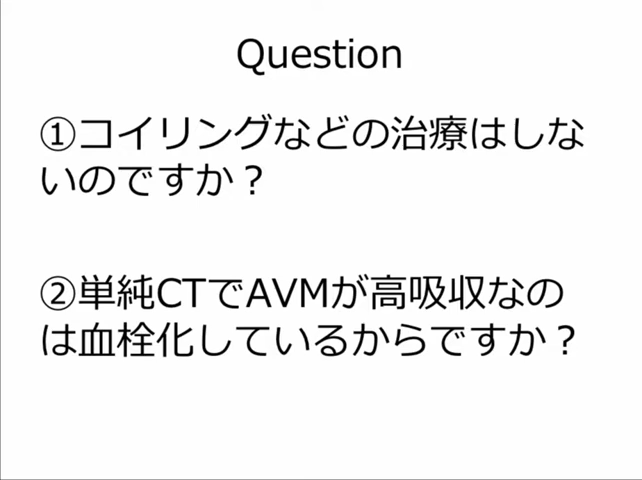 Question
①コイリングなどの治療はしな
いのですか？
②単純CTでAVMが高吸収なの
は血栓化しているからですか？